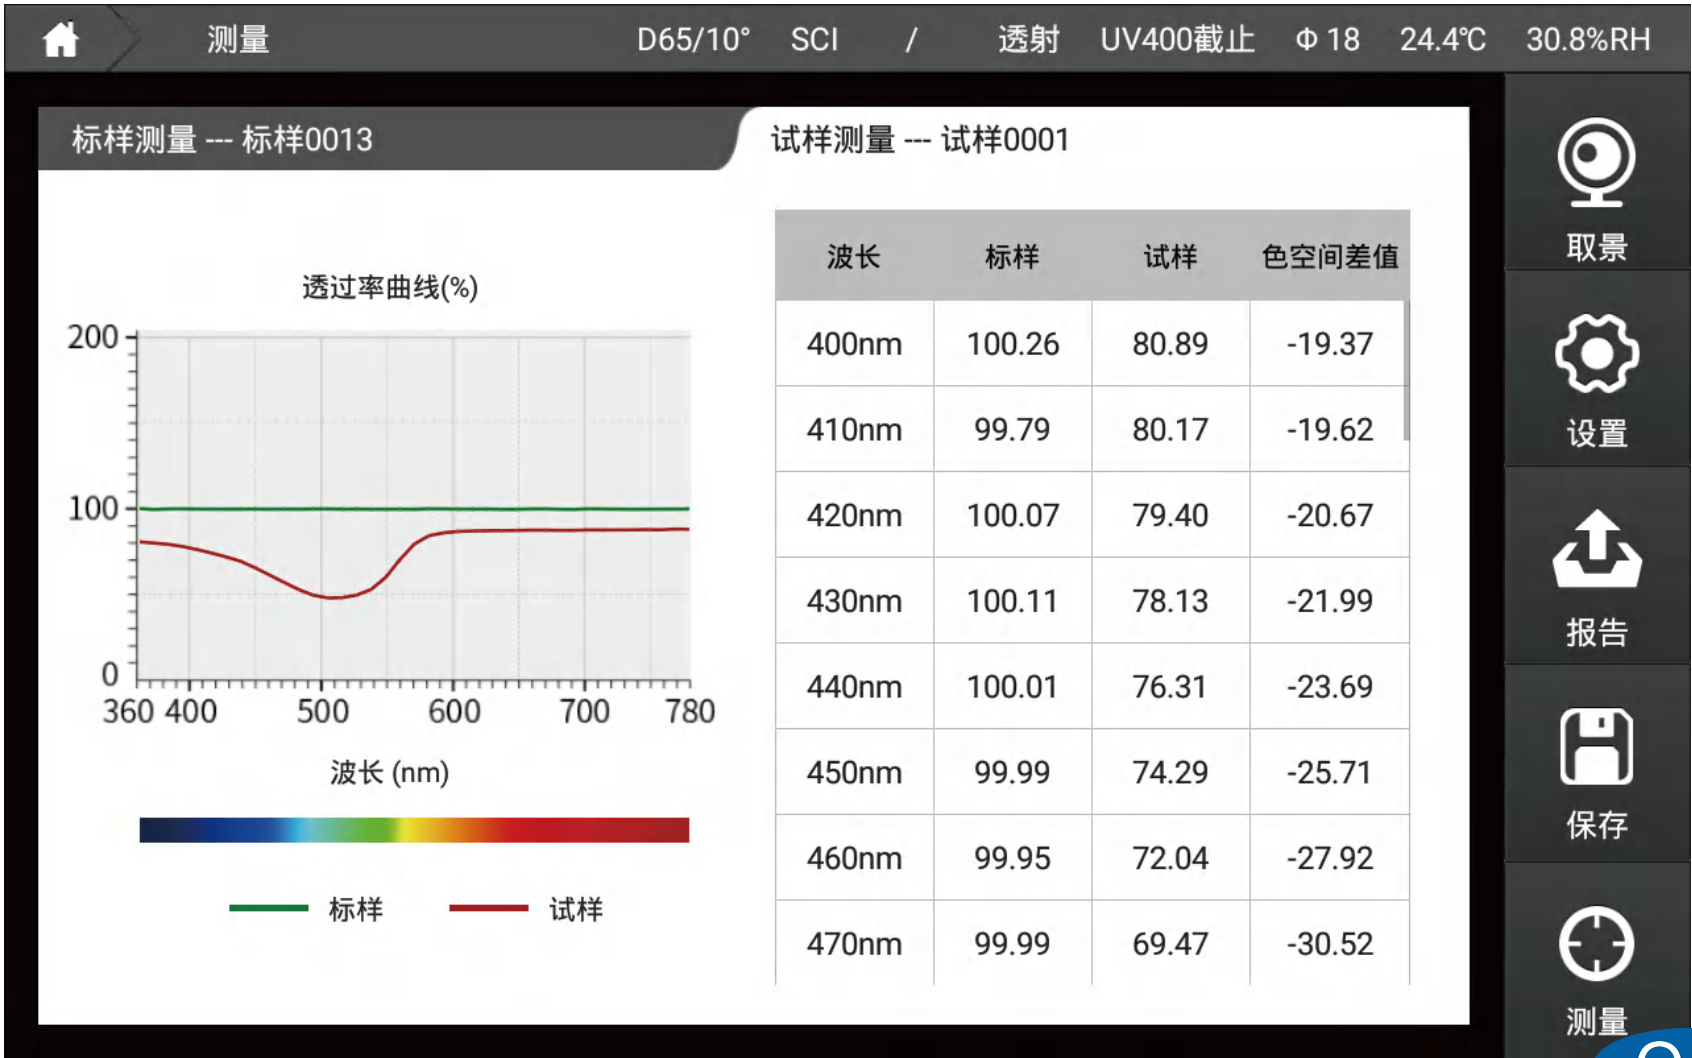 测量 D65/10° SCI / 透射 UV400截止 Φ 18 24.4℃ 30.8%RH
标样测量 --- 标样0013
试样测量 --- 试样0001
透过率曲线(%)
200
100
0
360 400 500 600 700 780
波长 (nm)
标样 试样
波长 标样 试样 色空间差值
400nm 100.26 80.89 -19.37
410nm 99.79 80.17 -19.62
420nm 100.07 79.40 -20.67
430nm 100.11 78.13 -21.99
440nm 100.01 76.31 -23.69
450nm 99.99 74.29 -25.71
460nm 99.95 72.04 -27.92
470nm 99.99 69.47 -30.52
取景
设置
报告
保存
测量